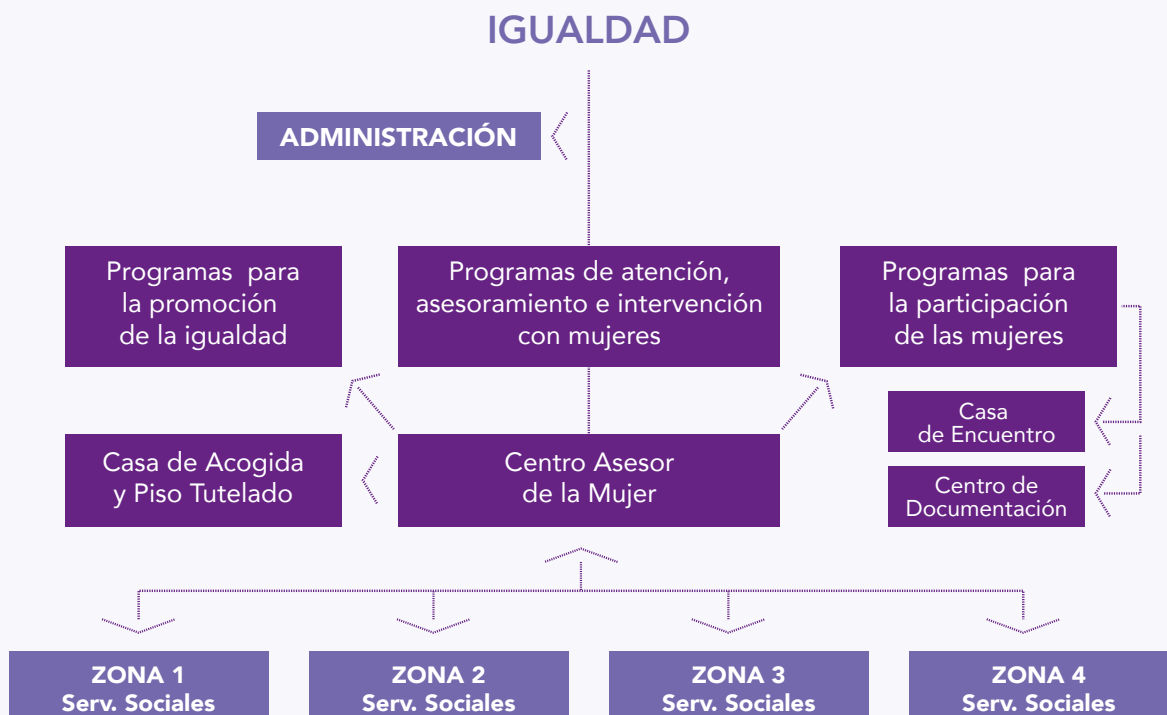 IGUALDAD
ADMINISTRACIÓN
Programas para
la promoción
de la igualdad
Programas de atención,
asesoramiento e intervención
con mujeres
Programas para
la participación
de las mujeres
Casa
de Encuentro
Casa de Acogida
y Piso Tutelado
Centro Asesor
de la Mujer
Centro de
Documentación
ZONA 1
Serv. Sociales
ZONA 2
Serv. Sociales
ZONA 3
Serv. Sociales
ZONA 4
Serv. Sociales